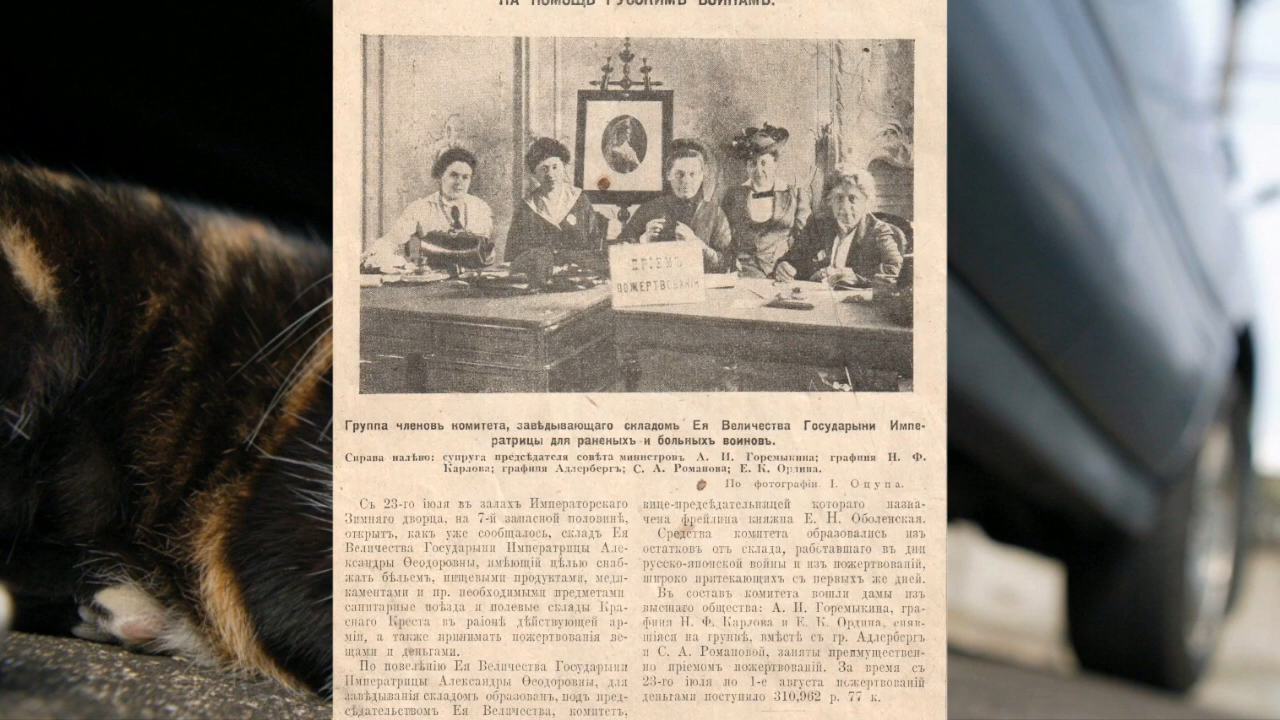 НА ПОМОЩЬ РУССКИМЪ ВОИНАМЪ.
ПРІЕМЪ
ПОЖЕРТВОВАНІЙ
Группа членовъ комитета, завѣдывающаго складомъ Ея Величества Государыни Импе-
ратрицы для раненыхъ и больныхъ воиновъ.
Справа налѣво: супруга предсѣдателя совѣта министровъ А. И. Горемыкина; графиня Н. Ф.
Карлова; графиня Адлербергъ; С. А. Романова; Е. К. Ордина.
По фотографіи І. Оцупа.
Съ 23-го іюля въ залахъ Императорскаго
Зимняго дворца, на 7-й запасной половинѣ,
открытъ, какъ уже сообщалось, складъ Ея
Величества Государыни Императрицы Але-
ксандры Ѳеодоровны, имѣющій цѣлью снаб-
жать бѣльемъ, пищевыми продуктами, меди-
каментами и пр. необходимыми предметами
санитарные поѣзда и полевые склады Кра-
снаго Креста въ районѣ дѣйствующей ар-
міи, а также принимать пожертвованія ве-
щами и деньгами.
По повелѣнію Ея Величества Государыни
Императрицы Александры Ѳеодоровны, для
завѣдыванія складомъ образованъ, подъ пред-
сѣдательствомъ Ея Величества, комитетъ,
вице-предсѣдательницей котораго назна-
чена фрейлина княжна Е. Н. Оболенская.
Средства комитета образовались изъ
остатковъ отъ склада, работавшаго въ дни
русско-японской войны и изъ пожертвованій,
широко притекающихъ съ первыхъ же дней.
Въ составъ комитета вошли дамы изъ
высшаго общества: А. И. Горемыкина, гра-
финя Н. Ф. Карлова и Е. К. Ордина, сняв-
шіяся на группѣ, вмѣстѣ съ гр. Адлербергъ
и С. А. Романовой, заняты преимуществен-
но пріемомъ пожертвованій. За время съ
23-го іюля по 1-е августа пожертвованій
деньгами поступило 310,962 р. 77 к.